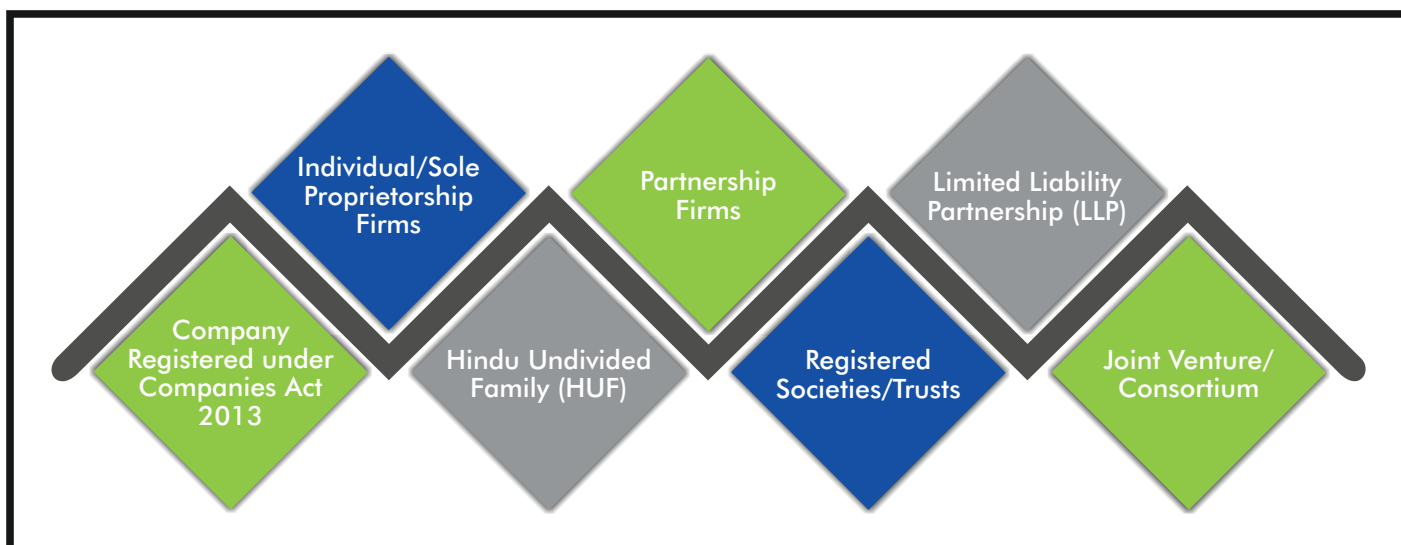 Company
Registered under
Companies Act
2013
Individual/Sole
Proprietorship
Firms
Hindu Undivided
Family (HUF)
Partnership
Firms
Registered
Societies/Trusts
Limited Liability
Partnership (LLP)
Joint Venture/
Consortium